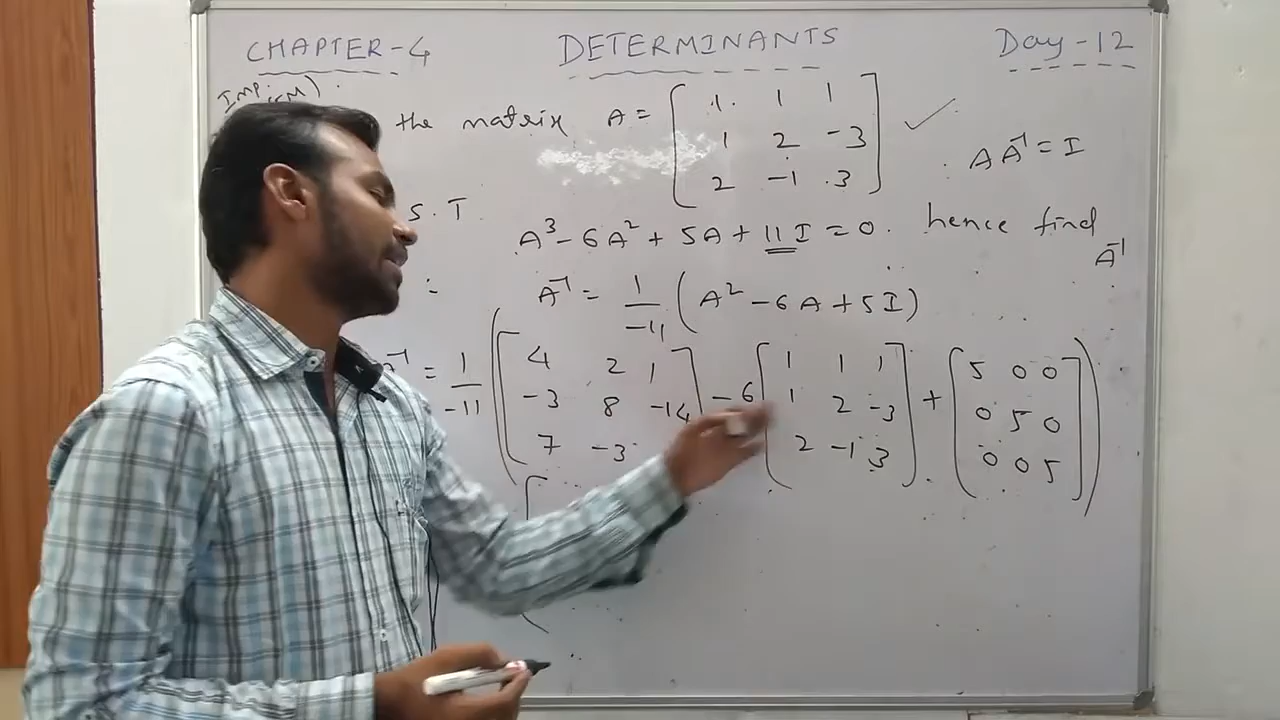 CHAPTER-4 DETERMINANTS Day-12
IMP:
the matrix A = [ 1 1 1
1 2 -3
2 -1 3 ] ✓
AA⁻¹ = I
S.T
A³ - 6A² + 5A + 11I = 0. hence find
A⁻¹
:
A⁻¹ = 1/-11 ( A² - 6A + 5I )
⁻¹ = 1/-11 ( [ 4 2 1 ] - 6 [ 1 1 1 ] + [ 5 0 0 ] )
-3 8 -14 1 2 -3 0 5 0
7 -3 2 -1 3 0 0 5